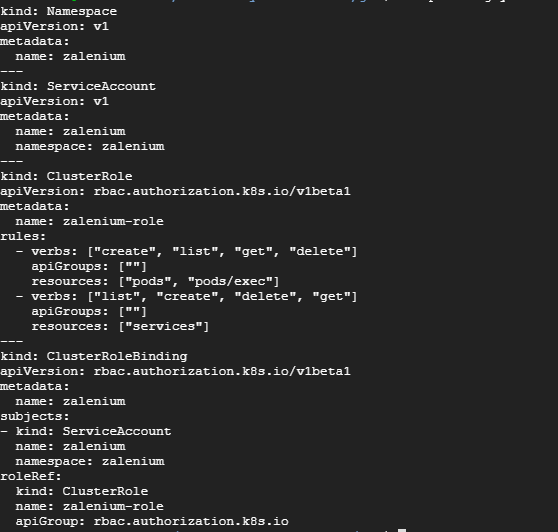 kind: Namespace
apiVersion: v1
metadata:
  name: zalenium
---
kind: ServiceAccount
apiVersion: v1
metadata:
  name: zalenium
  namespace: zalenium
---
kind: ClusterRole
apiVersion: rbac.authorization.k8s.io/v1beta1
metadata:
  name: zalenium-role
rules:
  - verbs: ["create", "list", "get", "delete"]
    apiGroups: [""]
    resources: ["pods", "pods/exec"]
  - verbs: ["list", "create", "delete", "get"]
    apiGroups: [""]
    resources: ["services"]
---
kind: ClusterRoleBinding
apiVersion: rbac.authorization.k8s.io/v1beta1
metadata:
  name: zalenium
subjects:
- kind: ServiceAccount
  name: zalenium
  namespace: zalenium
roleRef:
  kind: ClusterRole
  name: zalenium-role
  apiGroup: rbac.authorization.k8s.io